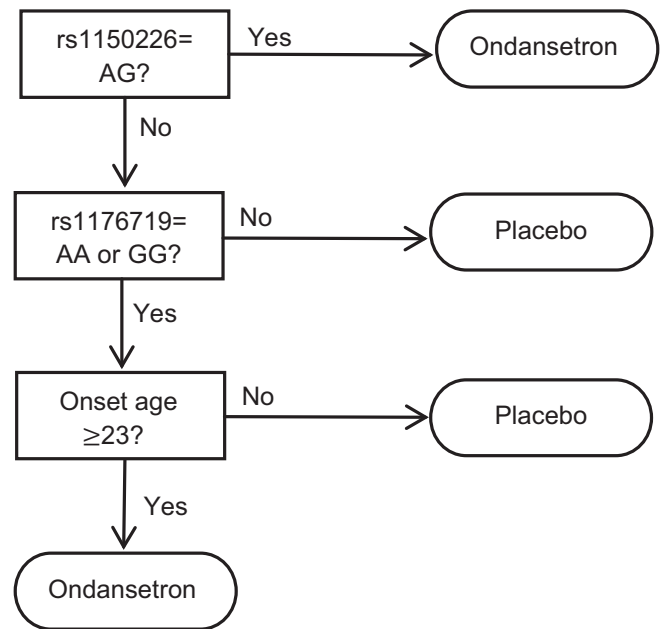 rs1150226=
AG?
Yes
Ondansetron
No
rs1176719=
AA or GG?
No
Placebo
Yes
Onset age
≥23?
No
Placebo
Yes
Ondansetron